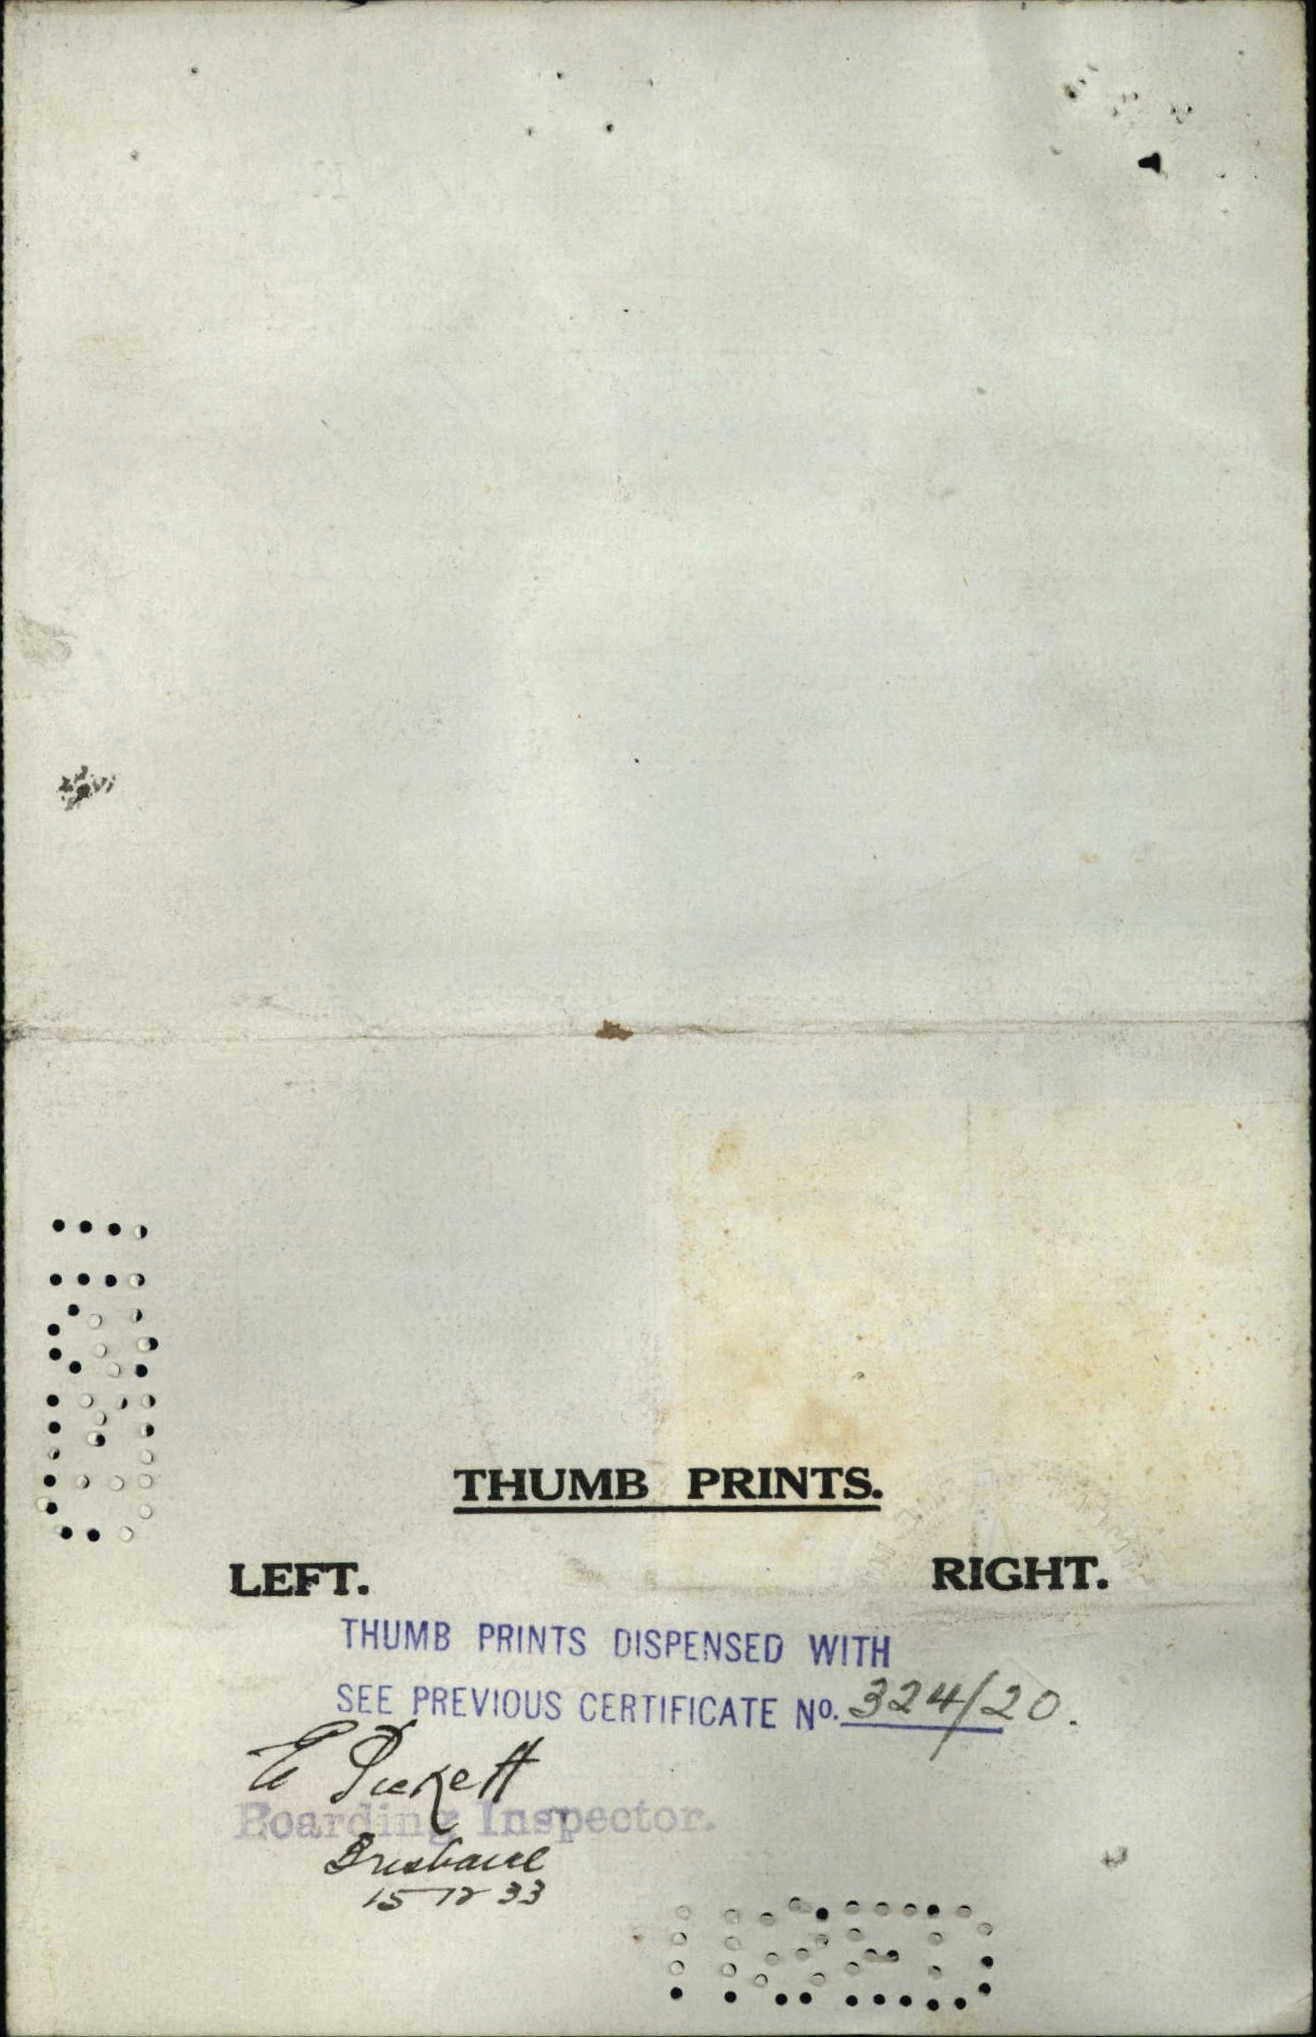 THUMB PRINTS.
LEFT. RIGHT.
THUMB PRINTS DISPENSED WITH
SEE PREVIOUS CERTIFICATE No. 324/20.
E Pickett
Boarding Inspector.
Brisbane
15 12 33